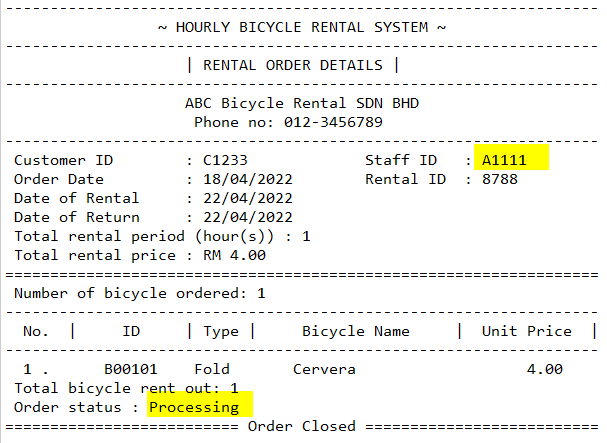 ~ HOURLY BICYCLE RENTAL SYSTEM ~
| RENTAL ORDER DETAILS |
ABC Bicycle Rental SDN BHD
Phone no: 012-3456789
Customer ID : C1233 Staff ID : A1111
Order Date : 18/04/2022 Rental ID : 8788
Date of Rental : 22/04/2022
Date of Return : 22/04/2022
Total rental period (hour(s)) : 1
Total rental price : RM 4.00
Number of bicycle ordered: 1
No. | ID | Type | Bicycle Name | Unit Price |
1 . B00101 Fold Cervera 4.00
Total bicycle rent out: 1
Order status : Processing
========================== Order Closed ==========================